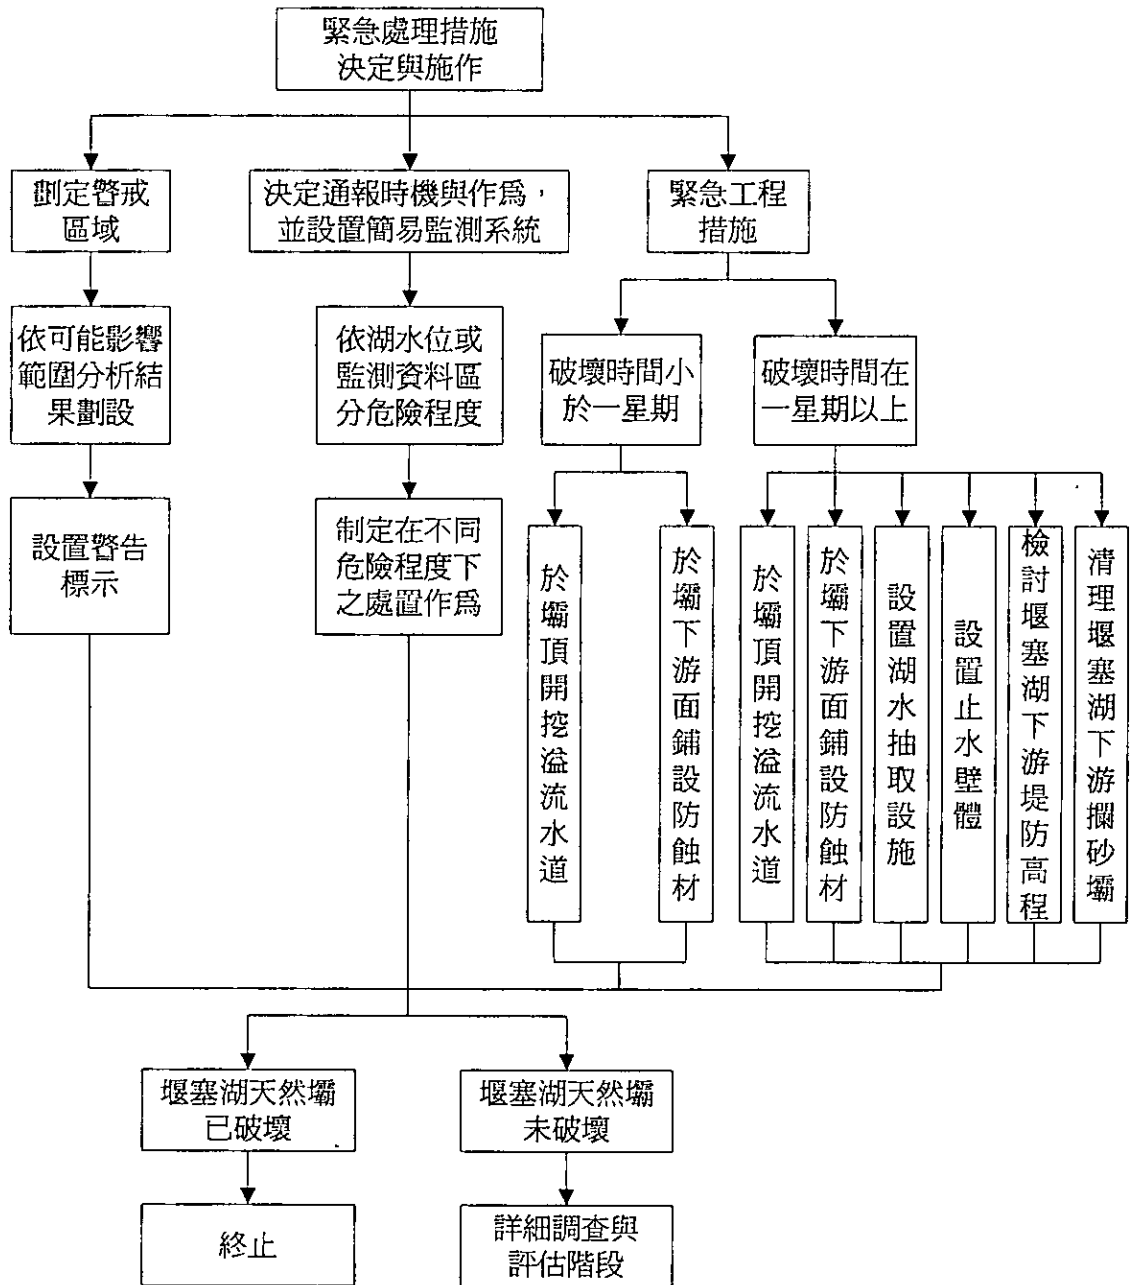 緊急處理措施
決定與施作
劃定警戒
區域
決定通報時機與作為，
並設置簡易監測系統
緊急工程
措施
依可能影響
範圍分析結
果劃設
依湖水位或
監測資料區
分危險程度
破壞時間小
於一星期
破壞時間在
一星期以上
設置警告
標示
制定在不同
危險程度下
之處置作為
於壩頂開挖溢流水道
於壩下游面鋪設防蝕材
於壩頂開挖溢流水道
於壩下游面鋪設防蝕材
設置湖水抽取設施
設置止水壁體
檢討堰塞湖下游堤防高程
清理堰塞湖下游攔砂壩
堰塞湖天然壩
已破壞
堰塞湖天然壩
未破壞
終止
詳細調查與
評估階段